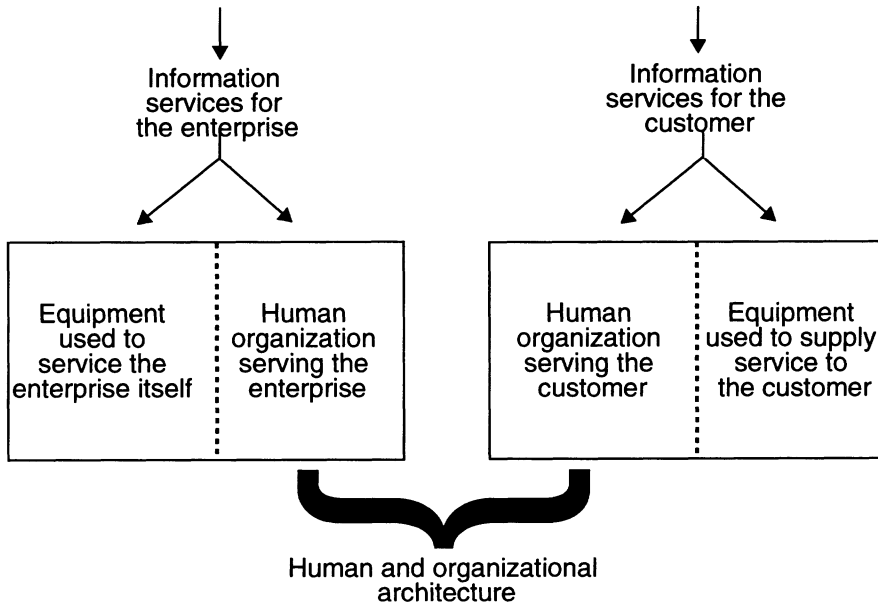 Information
services for
the enterprise
Information
services for the
customer
Equipment
used to
service the
enterprise itself
Human
organization
serving the
enterprise
Human
organization
serving the
customer
Equipment
used to supply
service to
the customer
Human and organizational
architecture